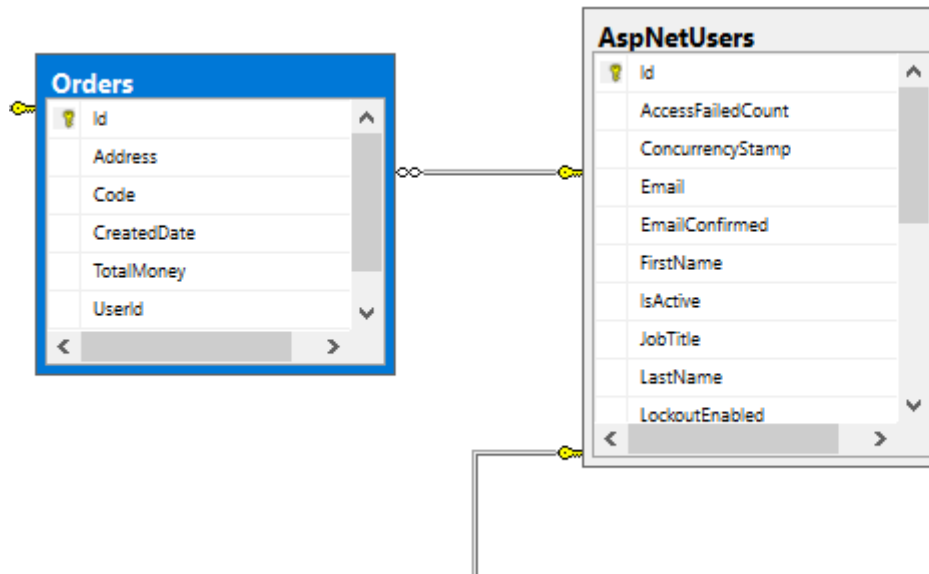 Orders
Id
Address
Code
CreatedDate
TotalMoney
UserId
AspNetUsers
Id
AccessFailedCount
ConcurrencyStamp
Email
EmailConfirmed
FirstName
IsActive
JobTitle
LastName
LockoutEnabled